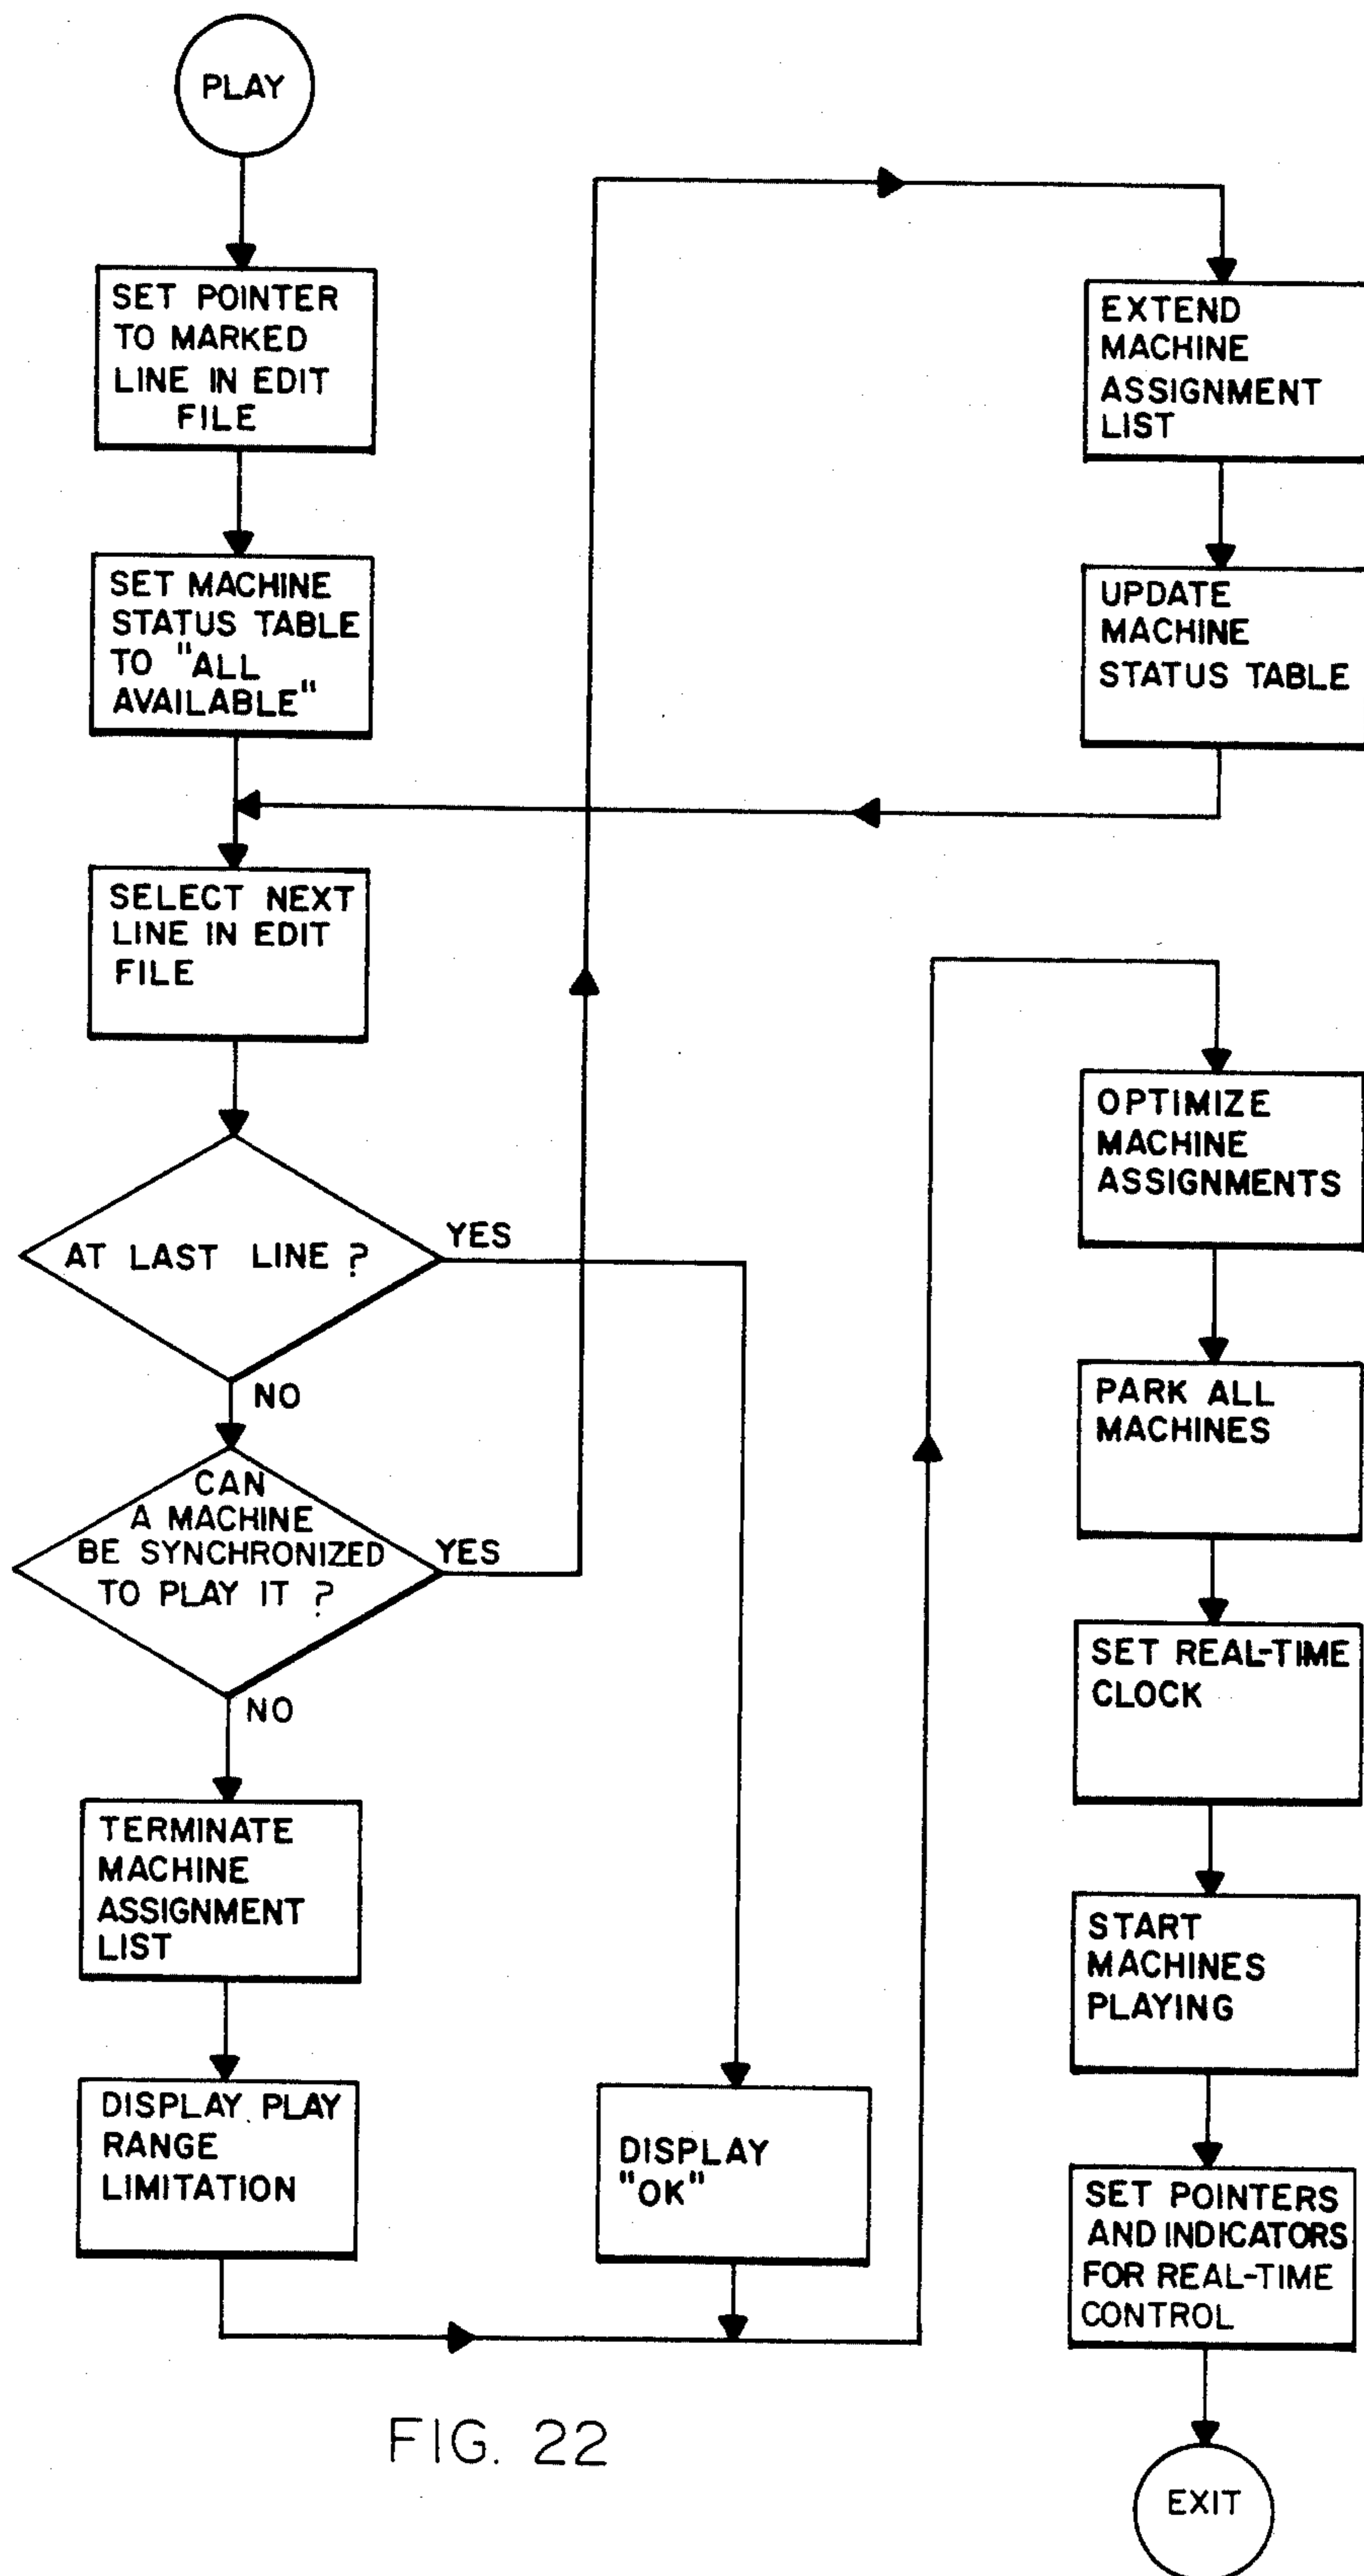 PLAY
SET POINTER
TO MARKED
LINE IN EDIT
FILE
SET MACHINE
STATUS TABLE
TO "ALL
AVAILABLE"
SELECT NEXT
LINE IN EDIT
FILE
AT LAST LINE ?
YES
NO
CAN
A MACHINE
BE SYNCHRONIZED
TO PLAY IT ?
YES
NO
TERMINATE
MACHINE
ASSIGNMENT
LIST
DISPLAY PLAY
RANGE
LIMITATION
DISPLAY
"OK"
EXTEND
MACHINE
ASSIGNMENT
LIST
UPDATE
MACHINE
STATUS TABLE
OPTIMIZE
MACHINE
ASSIGNMENTS
PARK ALL
MACHINES
SET REAL-TIME
CLOCK
START
MACHINES
PLAYING
SET POINTERS
AND INDICATORS
FOR REAL-TIME
CONTROL
EXIT
FIG. 22